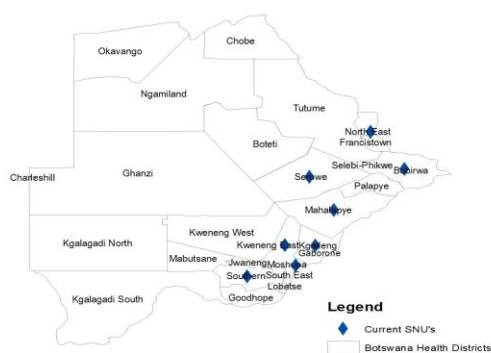 Chobe
Okavango
Ngamiland
Tutume
North East
Francistown
Boteti
Selebi-Phikwe
Bobirwa
Charleshill
Ghanzi
Serowe
Palapye
Mahalapye
Kweneng West
Kgalagadi North
Kweneng East
Kgatleng
Gaborone
Mabutsane
Jwaneng
Moshupa
Southern
South East
Lobatse
Kgalagadi South
Goodhope
Legend
Current SNU's
Botswana Health Districts